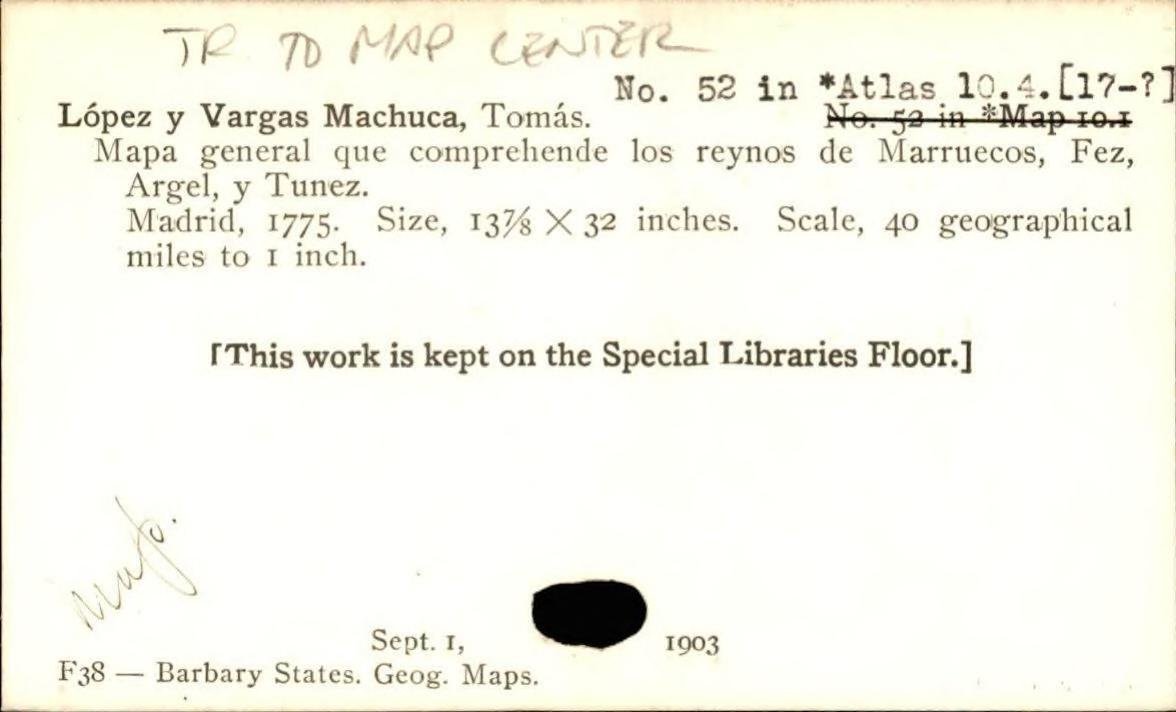 TR TO MAP CENTER
No. 52 in *Atlas 10.4.[17-?]
López y Vargas Machuca, Tomás.
No. 52 in *Map 10.1
Mapa general que comprehende los reynos de Marruecos, Fez,
Argel, y Tunez.
Madrid, 1775. Size, 13⅞ X 32 inches. Scale, 40 geographical
miles to 1 inch.
[This work is kept on the Special Libraries Floor.]
Sept. 1, 1903
F38 — Barbary States. Geog. Maps.